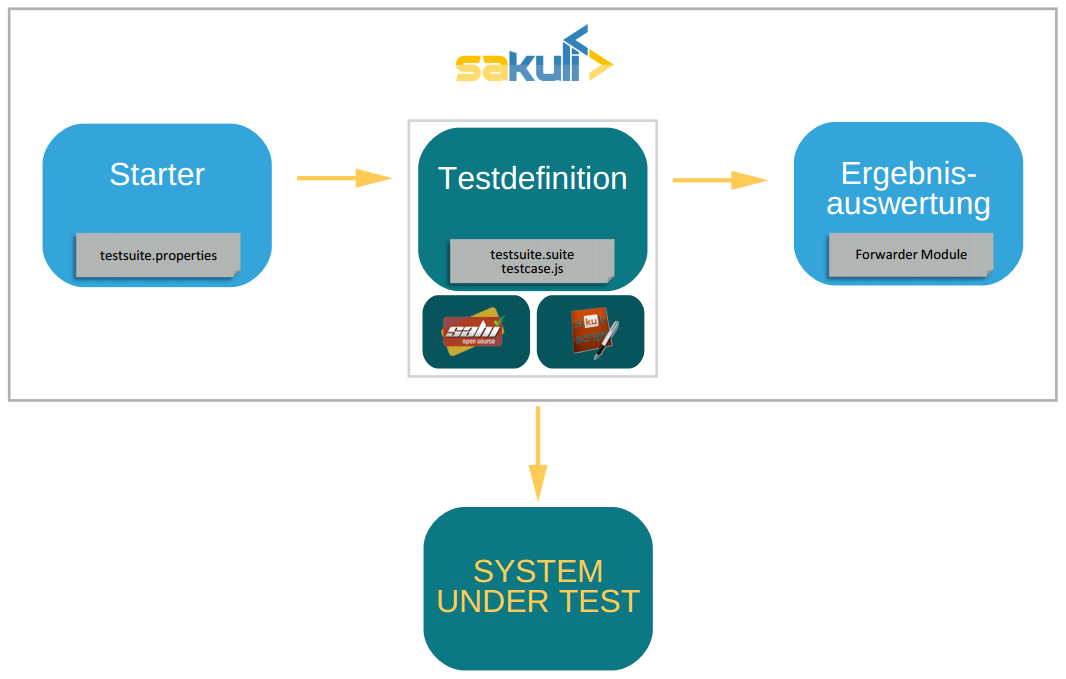 sakuli
Starter
testsuite.properties
Testdefinition
testsuite.suite
testcase.js
sahi
open source
ku
script
Ergebnis-
auswertung
Forwarder Module
SYSTEM
UNDER TEST